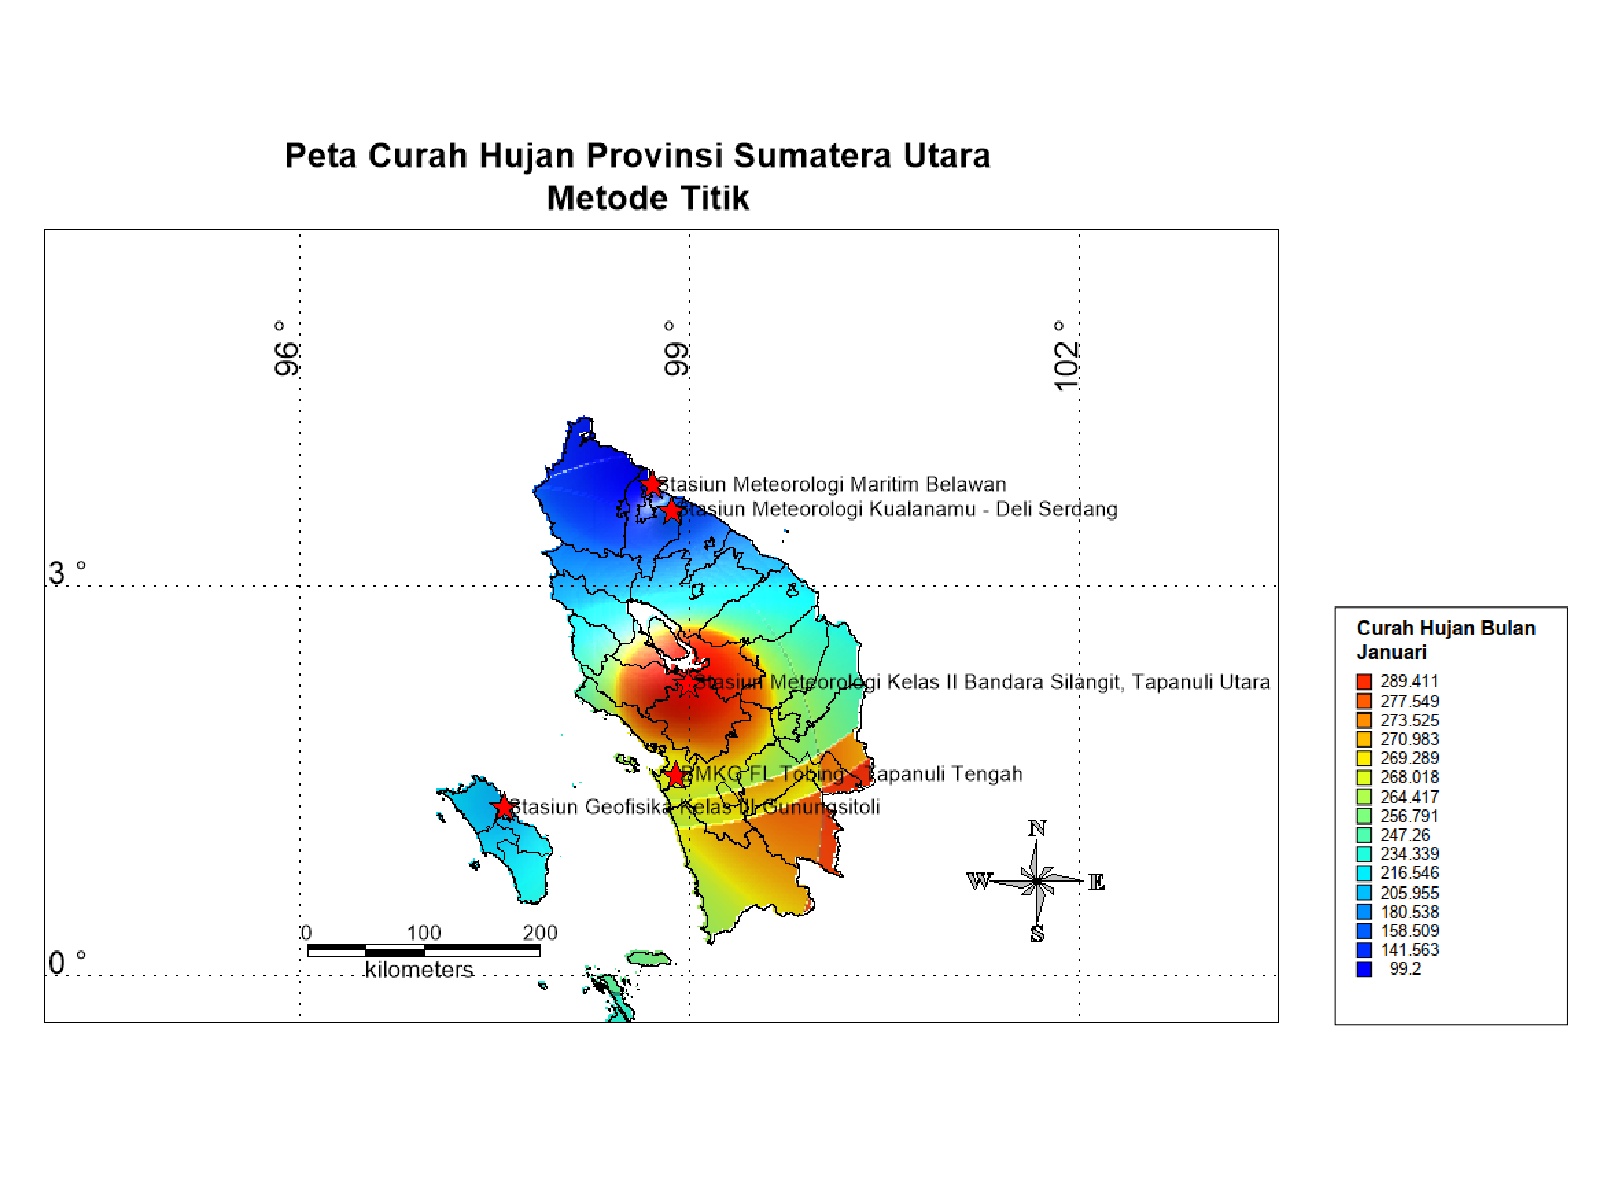 Peta Curah Hujan Provinsi Sumatera Utara
Metode Titik
96 °
99 °
102 °
Stasiun Meteorologi Maritim Belawan
Stasiun Meteorologi Kualanamu - Deli Serdang
3 °
Stasiun Meteorologi Kelas II Bandara Silangit, Tapanuli Utara
BMKG FL Tobing - Tapanuli Tengah
Stasiun Geofisika Kelas III Gunungsitoli
N
W E
S
0 100 200
kilometers
0 °
Curah Hujan Bulan
Januari
289.411
277.549
273.525
270.983
269.289
268.018
264.417
256.791
247.26
234.339
216.546
205.955
180.538
158.509
141.563
99.2